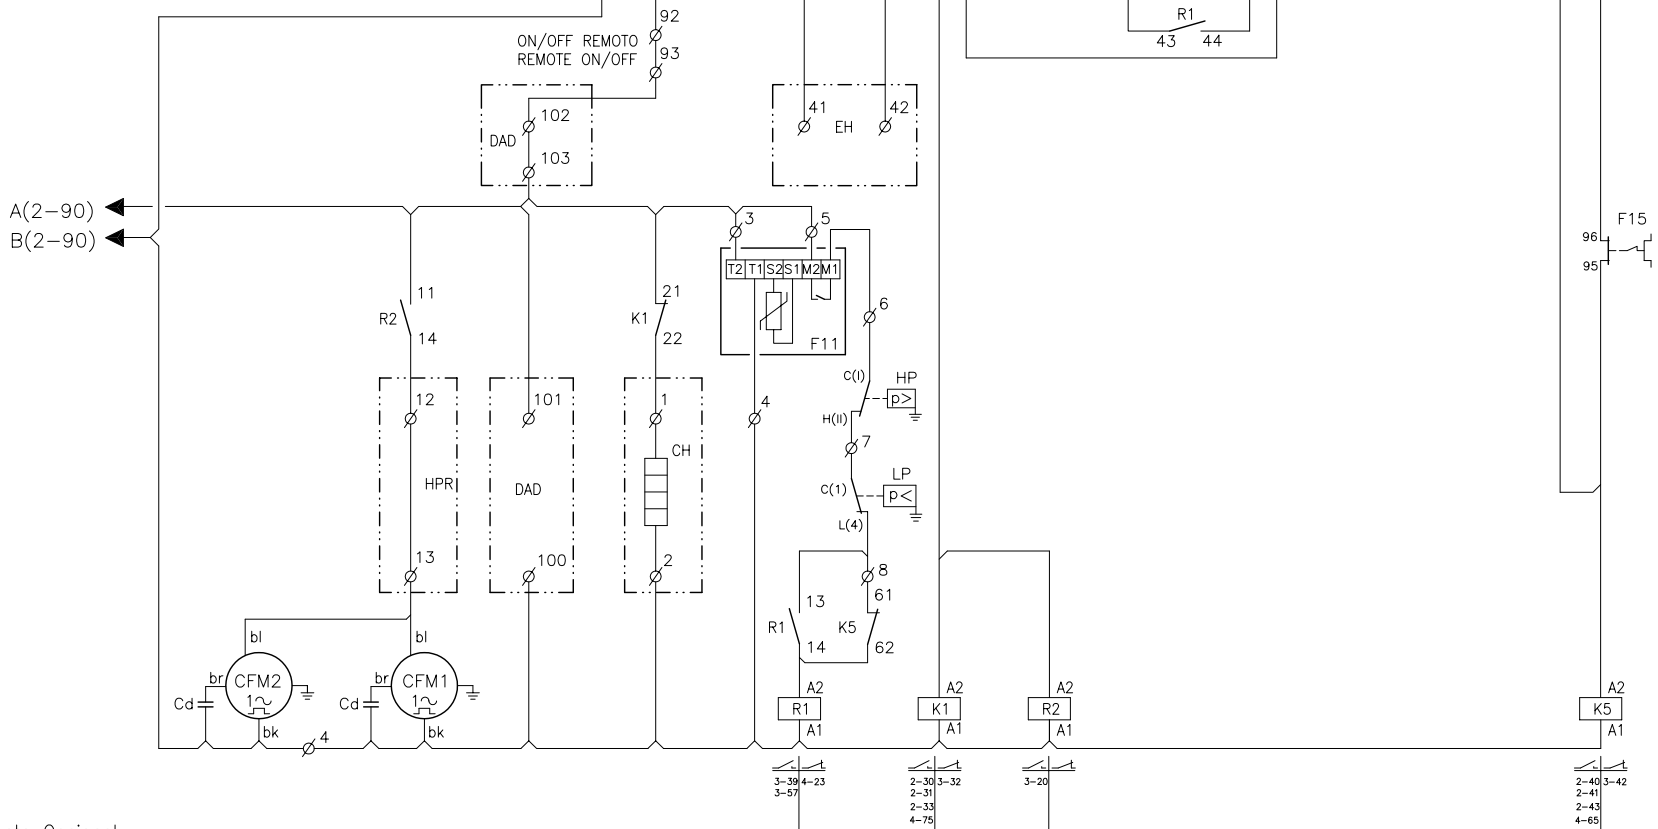 92
R1
ON/OFF REMOTO
43 44
REMOTE ON/OFF
93
102
41
42
DAD
EH
103
A(2-90)
3
5
F15
B(2-90)
96
T2 T1 S2 S1 M2 M1
95
11
21
6
R2
K1
14
22
F11
C(I)
HP
p>
12
101
1
4
H(II)
7
CH
HPR
DAD
LP
C(1)
p<
L(4)
13
100
2
8
13
61
R1
K5
14
62
bl
bl
br
CFM2
br
CFM1
1~
1~
Cd
Cd
bk
bk
4
A2
A2
A2
A2
R1
K1
R2
K5
A1
A1
A1
A1
3-39 4-23
2-30 3-32
3-20
2-40 3-42
3-57
2-31
2-41
2-33
2-43
4-75
4-65